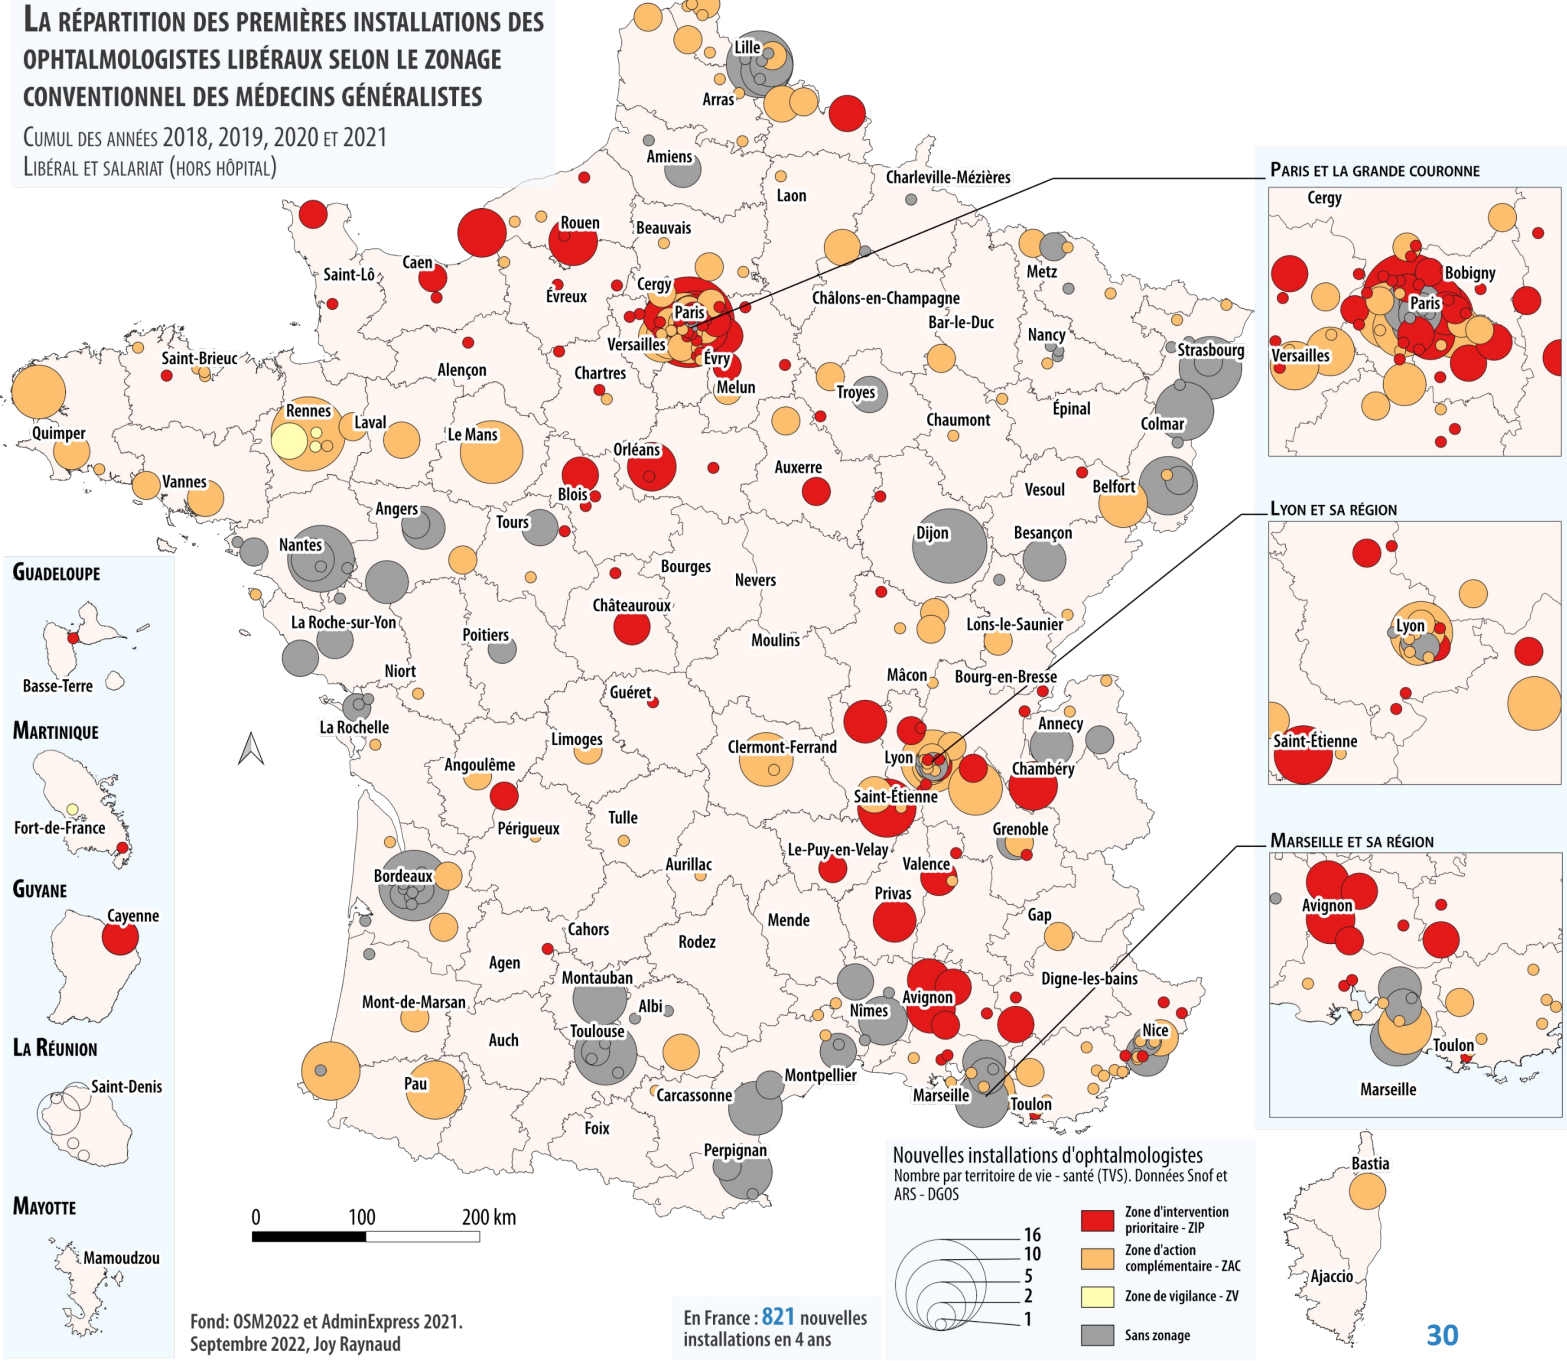 LA RÉPARTITION DES PREMIÈRES INSTALLATIONS DES
OPHTALMOLOGISTES LIBÉRAUX SELON LE ZONAGE
CONVENTIONNEL DES MÉDECINS GÉNÉRALISTES
CUMUL DES ANNÉES 2018, 2019, 2020 ET 2021
LIBÉRAL ET SALARIAT (HORS HÔPITAL)
Lille
Arras
Amiens
Laon
Charleville-Mézières
Rouen
Beauvais
Caen
Saint-Lô
Évreux
Cergy
Paris
Versailles
Évry
Melun
Chartres
Alençon
Metz
Châlons-en-Champagne
Bar-le-Duc
Nancy
Strasbourg
Troyes
Chaumont
Épinal
Colmar
Saint-Brieuc
Quimper
Rennes
Laval
Le Mans
Vannes
Orléans
Blois
Auxerre
Vesoul
Belfort
Angers
Tours
Nantes
Dijon
Besançon
Bourges
Nevers
Châteauroux
La Roche-sur-Yon
Poitiers
Moulins
Lons-le-Saunier
Niort
Mâcon
Bourg-en-Bresse
Guéret
La Rochelle
Annecy
Limoges
Clermont-Ferrand
Lyon
Angoulême
Chambéry
Saint-Étienne
Périgueux
Tulle
Grenoble
Le-Puy-en-Velay
Aurillac
Valence
Bordeaux
Privas
Cahors
Mende
Gap
Rodez
Agen
Montauban
Digne-les-bains
Mont-de-Marsan
Albi
Nîmes
Avignon
Auch
Toulouse
Nice
Pau
Montpellier
Carcassonne
Marseille
Toulon
Foix
Perpignan
GUADELOUPE
Basse-Terre
MARTINIQUE
Fort-de-France
GUYANE
Cayenne
LA RÉUNION
Saint-Denis
MAYOTTE
Mamoudzou
PARIS ET LA GRANDE COURONNE
Cergy
Bobigny
Paris
Versailles
LYON ET SA RÉGION
Lyon
Saint-Étienne
MARSEILLE ET SA RÉGION
Avignon
Toulon
Marseille
Bastia
Ajaccio
0 100 200 km
Fond: OSM2022 et AdminExpress 2021.
Septembre 2022, Joy Raynaud
En France : 821 nouvelles
installations en 4 ans
Nouvelles installations d'ophtalmologistes
Nombre par territoire de vie - santé (TVS). Données Snof et
ARS - DGOS
16
10
5
2
1
Zone d'intervention
prioritaire - ZIP
Zone d'action
complémentaire - ZAC
Zone de vigilance - ZV
Sans zonage
30